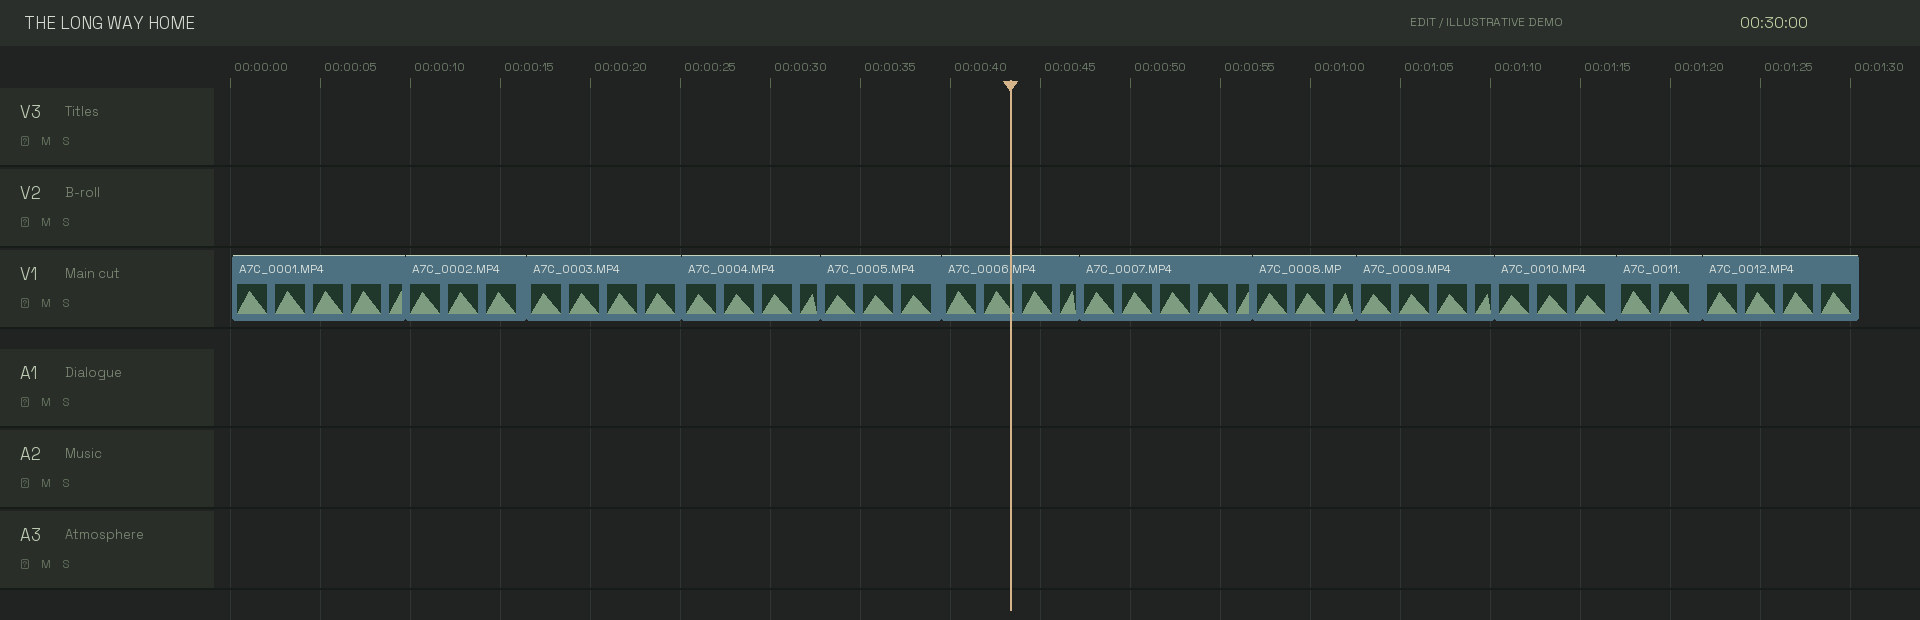 THE LONG WAY HOME
EDIT / ILLUSTRATIVE DEMO
00:30:00
00:00:00 00:00:05 00:00:10 00:00:15 00:00:20 00:00:25 00:00:30 00:00:35 00:00:40 00:00:45 00:00:50 00:00:55 00:01:00 00:01:05 00:01:10 00:01:15 00:01:20 00:01:25 00:01:30
V3 Titles
M S
V2 B-roll
M S
V1 Main cut
M S
A7C_0001.MP4 A7C_0002.MP4 A7C_0003.MP4 A7C_0004.MP4 A7C_0005.MP4 A7C_0006.MP4 A7C_0007.MP4 A7C_0008.MP A7C_0009.MP4 A7C_0010.MP4 A7C_0011. A7C_0012.MP4
A1 Dialogue
M S
A2 Music
M S
A3 Atmosphere
M S